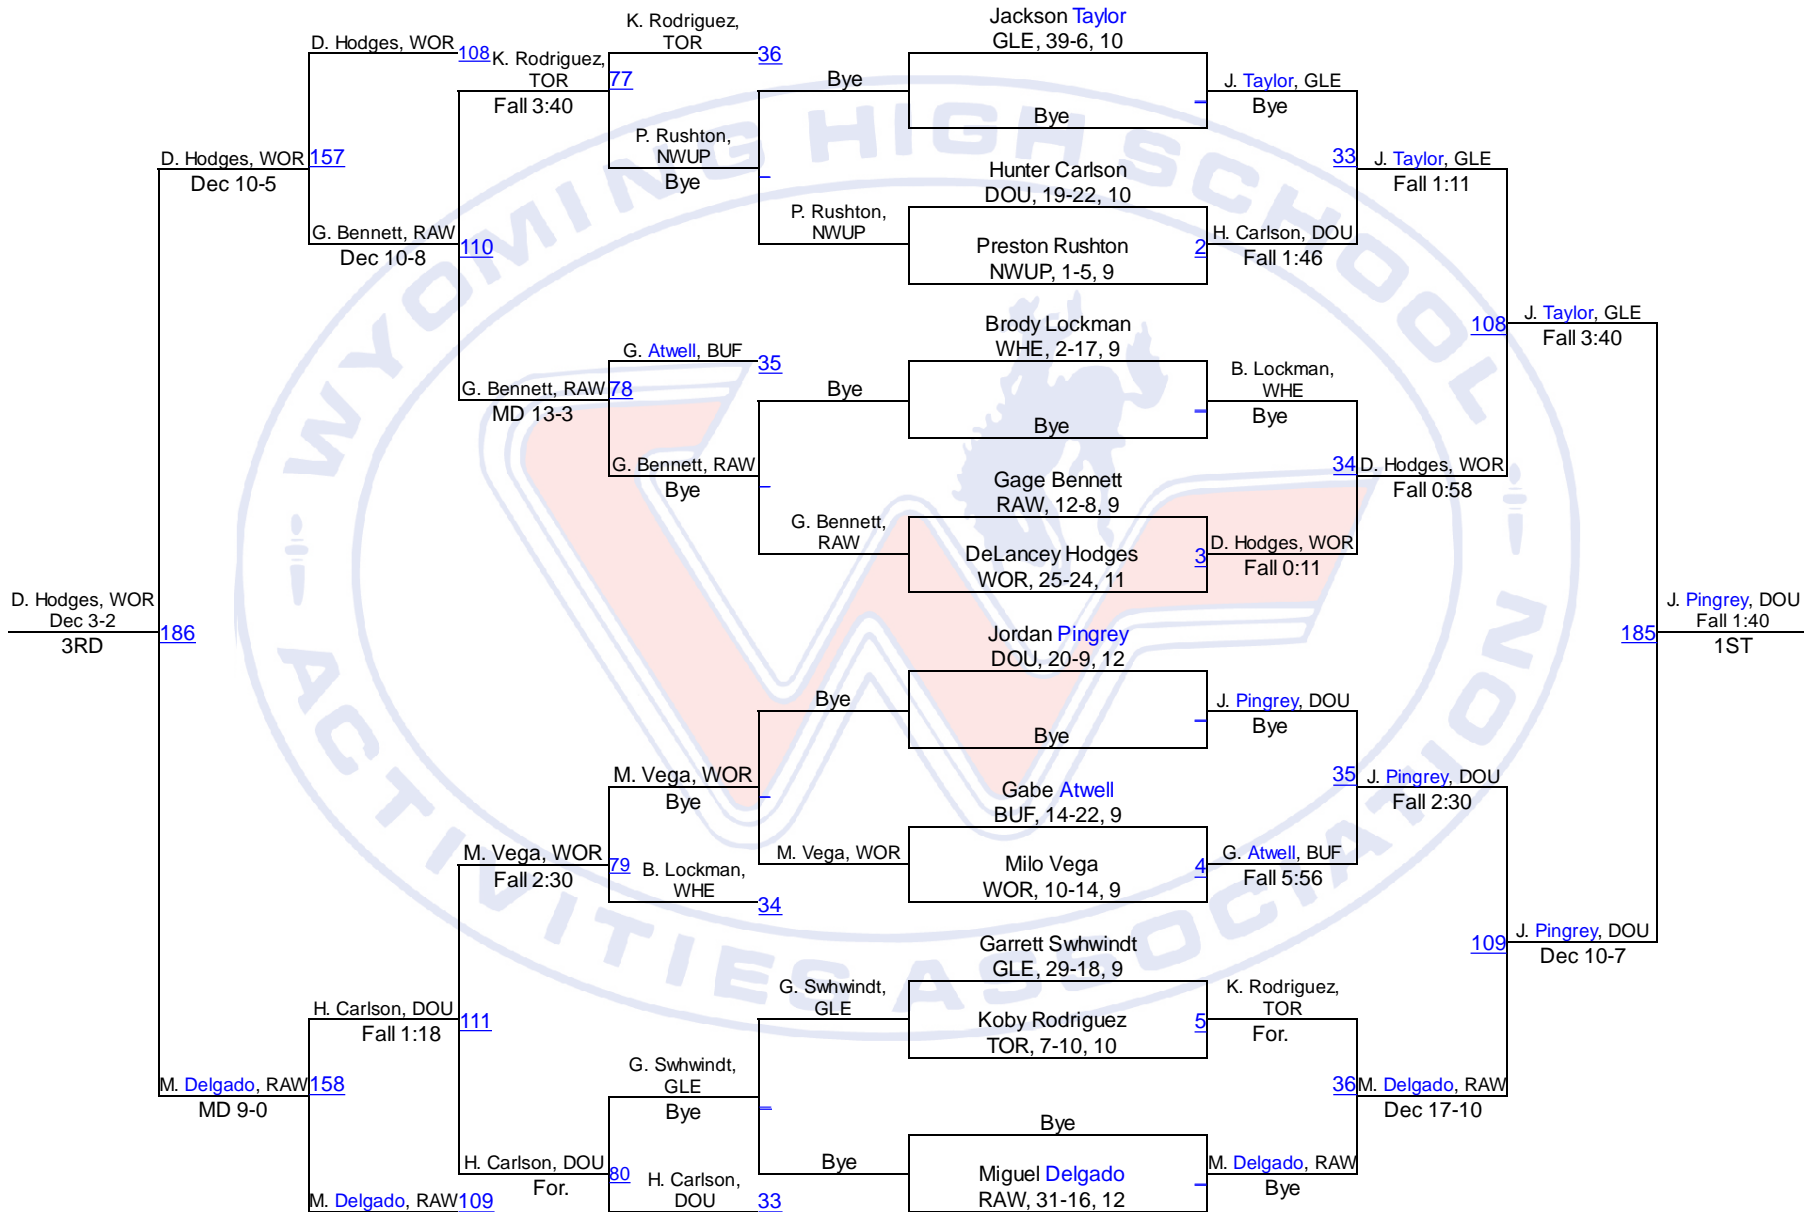 WYOMING HIGH SCHOOL
ACTIVITIES ASSOCIATION
D. Hodges, WOR
108
157
D. Hodges, WOR
Dec 10-5
G. Bennett, RAW
Dec 10-8
110
K. Rodriguez,
TOR
Fall 3:40
77
K. Rodriguez,
TOR
36
P. Rushton,
NWUP
Bye
Bye
P. Rushton,
NWUP
G. Bennett, RAW
MD 13-3
78
G. Atwell, BUF
35
G. Bennett, RAW
Bye
Bye
G. Bennett,
RAW
D. Hodges, WOR
Dec 3-2
3RD
186
M. Vega, WOR
Fall 2:30
79
M. Vega, WOR
Bye
B. Lockman,
WHE
34
Bye
M. Vega, WOR
H. Carlson, DOU
Fall 1:18
111
M. Delgado, RAW
MD 9-0
158
M. Delgado, RAW
109
H. Carlson, DOU
For.
80
G. Swhwindt,
GLE
Bye
H. Carlson,
DOU
33
G. Swhwindt,
GLE
Bye
Jackson Taylor
GLE, 39-6, 10
Bye
Hunter Carlson
DOU, 19-22, 10
Preston Rushton
NWUP, 1-5, 9
2
Brody Lockman
WHE, 2-17, 9
Bye
Gage Bennett
RAW, 12-8, 9
DeLancey Hodges
WOR, 25-24, 11
3
Jordan Pingrey
DOU, 20-9, 12
Bye
Gabe Atwell
BUF, 14-22, 9
Milo Vega
WOR, 10-14, 9
4
Garrett Swhwindt
GLE, 29-18, 9
Koby Rodriguez
TOR, 7-10, 10
5
Bye
Miguel Delgado
RAW, 31-16, 12
J. Taylor, GLE
Bye
33
H. Carlson, DOU
Fall 1:46
B. Lockman,
WHE
Bye
34
D. Hodges, WOR
Fall 0:11
J. Pingrey, DOU
Bye
35
G. Atwell, BUF
Fall 5:56
K. Rodriguez,
TOR
For.
36
M. Delgado, RAW
Bye
J. Taylor, GLE
Fall 1:11
108
D. Hodges, WOR
Fall 0:58
J. Pingrey, DOU
Fall 2:30
109
M. Delgado, RAW
Dec 17-10
J. Taylor, GLE
Fall 3:40
185
J. Pingrey, DOU
Dec 10-7
J. Pingrey, DOU
Fall 1:40
1ST